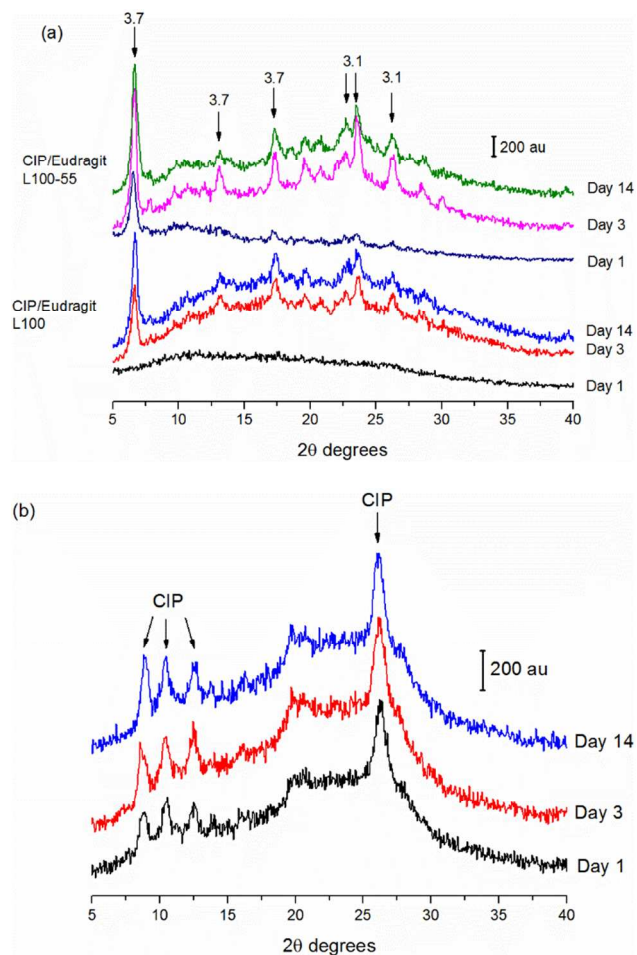 (a)
3.7
3.7
3.7
3.1
3.1
200 au
CIP/Eudragit
L100-55
Day 14
Day 3
Day 1
CIP/Eudragit
L100
Day 14
Day 3
Day 1
5 10 15 20 25 30 35 40
2θ degrees
(b)
CIP
CIP
200 au
Day 14
Day 3
Day 1
5 10 15 20 25 30 35 40
2θ degrees